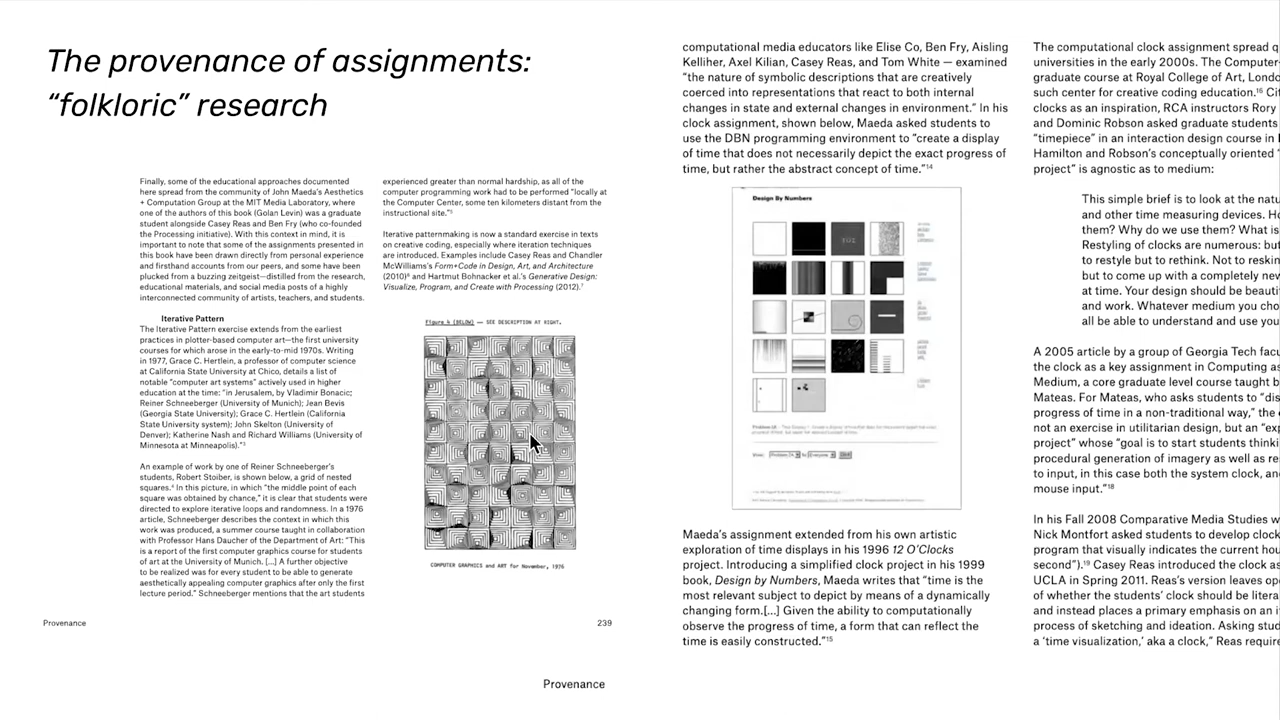 The provenance of assignments:
“folkloric” research
Finally, some of the educational approaches documented
here spread from the community of John Maeda's Aesthetics
+ Computation Group at the MIT Media Laboratory, where
one of the authors of this book (Golan Levin) was a graduate
student alongside Casey Reas and Ben Fry (who co-founded
the Processing initiative). With this context in mind, it is
important to note that some of the assignments presented in
this book have been drawn directly from personal experience
and firsthand accounts from our peers, and some have been
plucked from a buzzing zeitgeist—distilled from the research,
educational materials, and social media posts of a highly
interconnected community of artists, teachers, and students.
Iterative Pattern
The Iterative Pattern exercise extends from the earliest
practices in plotter-based computer art—the first university
courses for which arose in the early-to-mid 1970s. Writing
in 1977, Grace C. Hertlein, a professor of computer science
at California State University at Chico, details a list of
notable “computer art systems” actively used in higher
education at the time: “in Jerusalem, by Vladimir Bonacic;
Reiner Schneeberger (University of Munich); Jean Bevis
(Georgia State University); Grace C. Hertlein (California
State University system); John Skelton (University of
Denver); Katherine Nash and Richard Williams (University of
Minnesota at Minneapolis).”³
An example of work by one of Reiner Schneeberger's
students, Robert Stoiber, is shown below, a grid of nested
squares.⁴ In this picture, in which “the middle point of each
square was obtained by chance,” it is clear that students were
directed to explore iterative loops and randomness. In a 1976
article, Schneeberger describes the context in which this
work was produced, a summer course taught in collaboration
with Professor Hans Daucher of the Department of Art: “This
is a report of the first computer graphics course for students
of art at the University of Munich. [...] A further objective
to be realized was for every student to be able to generate
aesthetically appealing computer graphics after only the first
lecture period.” Schneeberger mentions that the art students
experienced greater than normal hardship, as all of the
computer programming work had to be performed “locally at
the Computer Center, some ten kilometers distant from the
instructional site.”⁵
Iterative patternmaking is now a standard exercise in texts
on creative coding, especially where iteration techniques
are introduced. Examples include Casey Reas and Chandler
McWilliams's Form+Code in Design, Art, and Architecture
(2010)⁶ and Hartmut Bohnacker et al.'s Generative Design:
Visualize, Program, and Create with Processing (2012).⁷
Figure 4 (BELOW) — SEE DESCRIPTION AT RIGHT.
COMPUTER GRAPHICS and ART for November, 1976
Provenance
239
computational media educators like Elise Co, Ben Fry, Aisling
Kelliher, Axel Kilian, Casey Reas, and Tom White — examined
“the nature of symbolic descriptions that are creatively
coerced into representations that react to both internal
changes in state and external changes in environment.” In his
clock assignment, shown below, Maeda asked students to
use the DBN programming environment to “create a display
of time that does not necessarily depict the exact progress of
time, but rather the abstract concept of time.”¹⁴
Design By Numbers
Maeda's assignment extended from his own artistic
exploration of time displays in his 1996 12 O'Clocks
project. Introducing a simplified clock project in his 1999
book, Design by Numbers, Maeda writes that “time is the
most relevant subject to depict by means of a dynamically
changing form.[...] Given the ability to computationally
observe the progress of time, a form that can reflect the
time is easily constructed.”¹⁵
Provenance
The computational clock assignment spread
universities in the early 2000s. The Computer-
graduate course at Royal College of Art, Lond
such center for creative coding education.¹⁶
clocks as an inspiration, RCA instructors Rory
and Dominic Robson asked graduate students
“timepiece” in an interaction design course in
Hamilton and Robson's conceptually oriented
project” is agnostic as to medium:
This simple brief is to look at the natu
and other time measuring devices. H
them? Why do we use them? What is
Restyling of clocks are numerous: bu
to restyle but to rethink. Not to reskin
but to come up with a completely new
at time. Your design should be beauti
and work. Whatever medium you cho
all be able to understand and use you
A 2005 article by a group of Georgia Tech facu
the clock as a key assignment in Computing as
Medium, a core graduate level course taught b
Mateas. For Mateas, who asks students to “dis
progress of time in a non-traditional way,” the
not an exercise in utilitarian design, but an “ex
project” whose “goal is to start students thinki
procedural generation of imagery as well as re
to input, in this case both the system clock, and
mouse input.”¹⁸
In his Fall 2008 Comparative Media Studies w
Nick Montfort asked students to develop clock
program that visually indicates the current hou
second”).¹⁹ Casey Reas introduced the clock as
UCLA in Spring 2011. Reas's version leaves op
of whether the students' clock should be litera
and instead places a primary emphasis on an i
process of sketching and ideation. Asking stud
a ‘time visualization,’ aka a clock,” Reas require